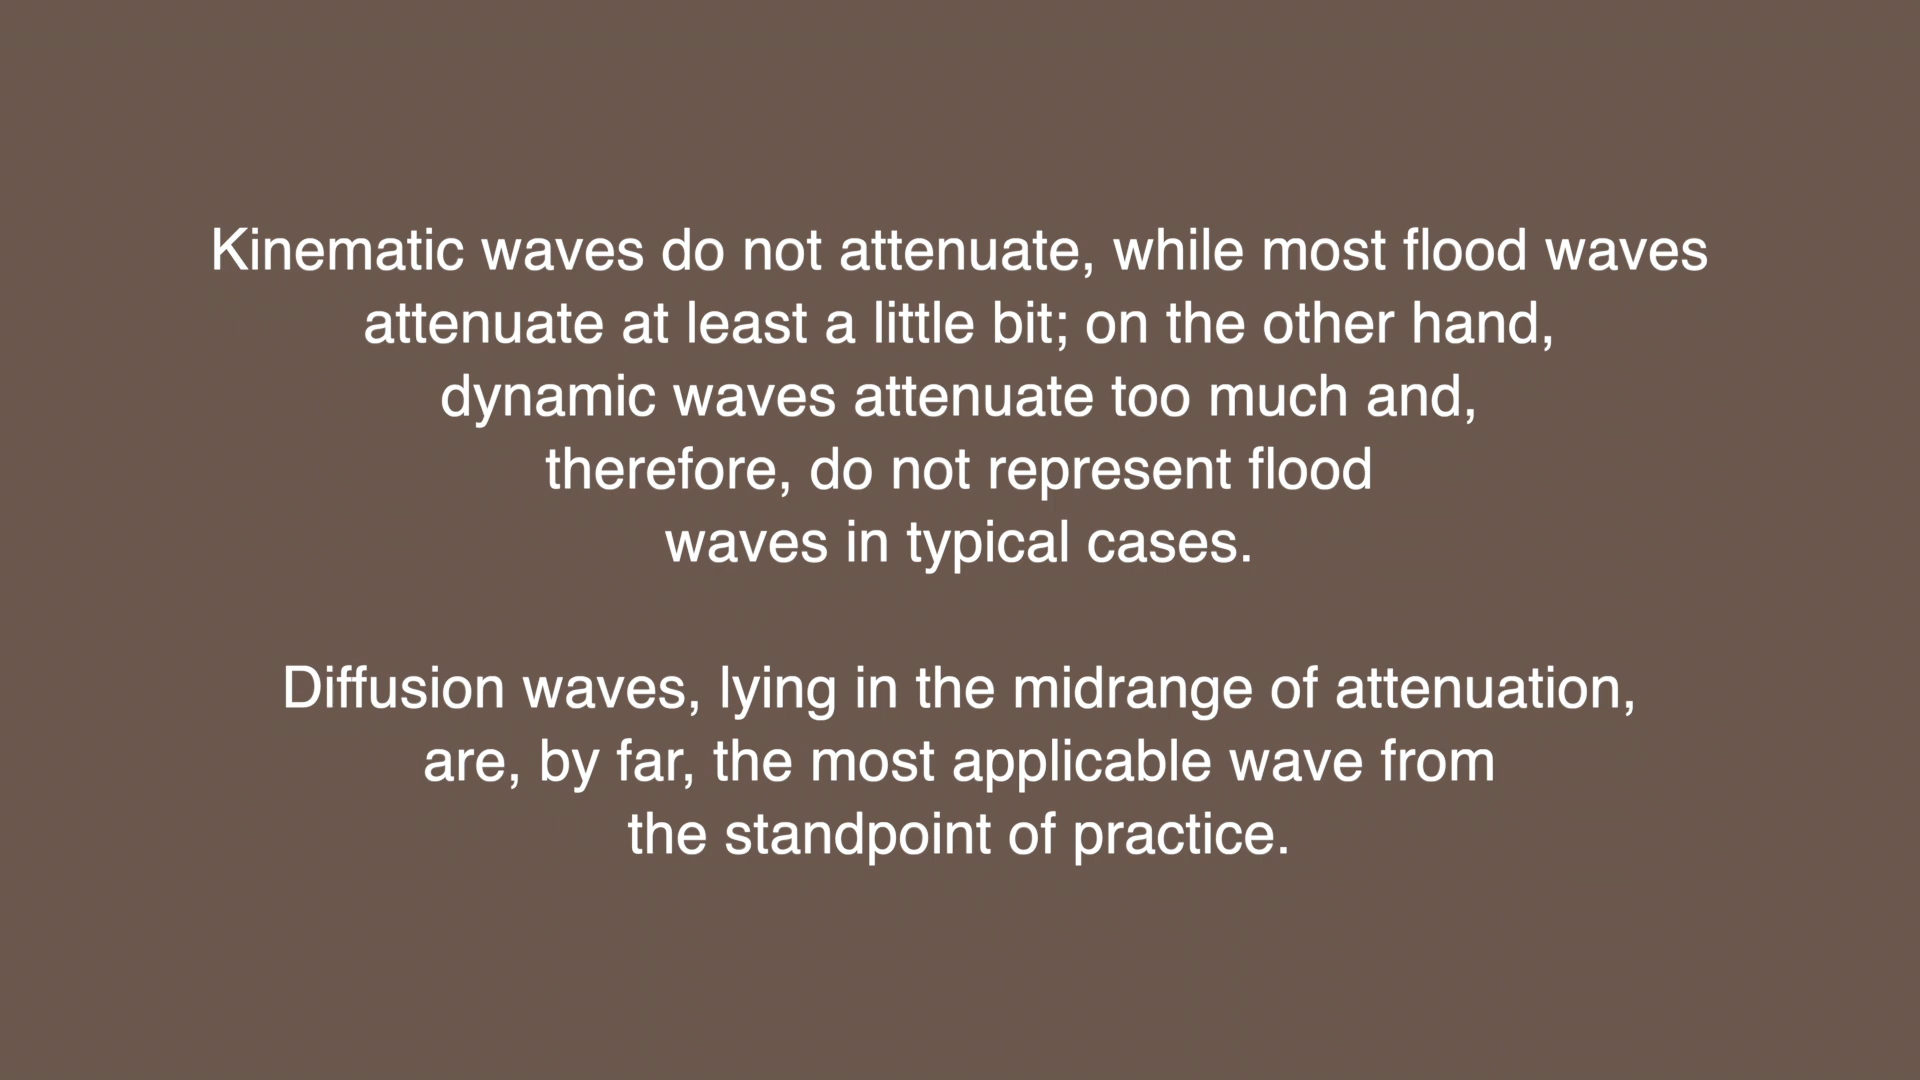 Kinematic waves do not attenuate, while most flood waves
attenuate at least a little bit; on the other hand,
dynamic waves attenuate too much and,
therefore, do not represent flood
waves in typical cases.
Diffusion waves, lying in the midrange of attenuation,
are, by far, the most applicable wave from
the standpoint of practice.